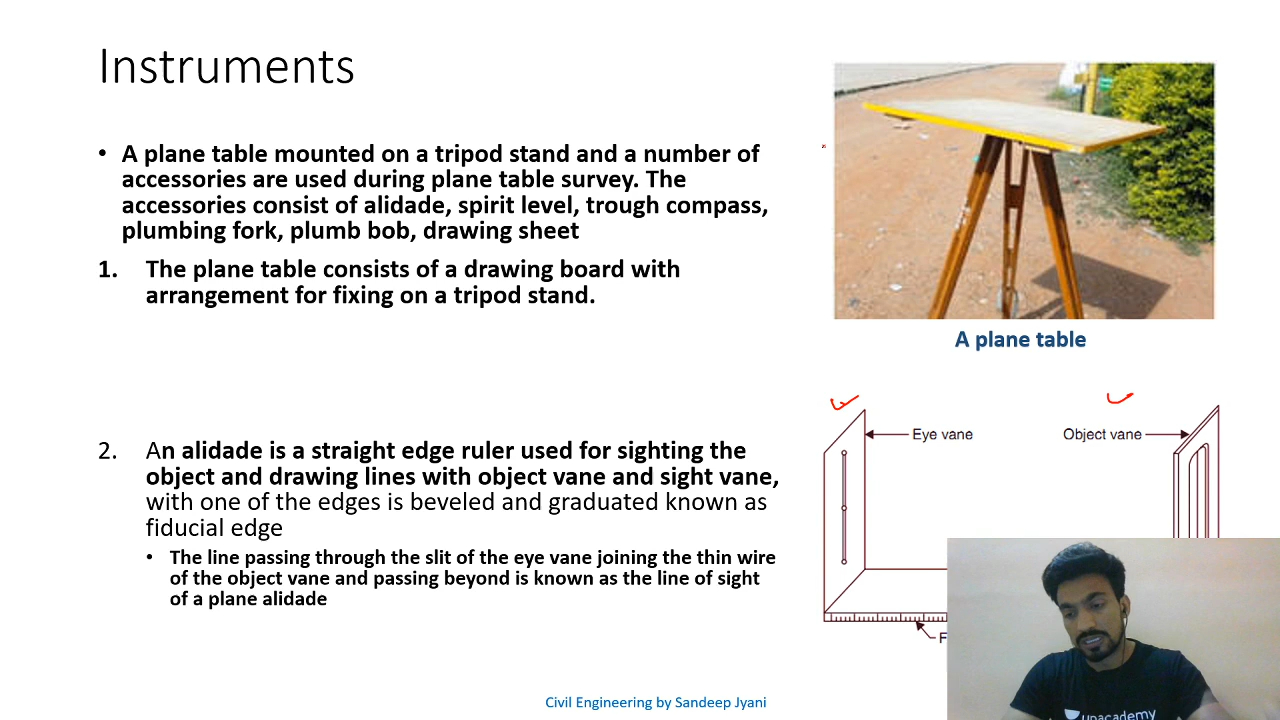 Instruments
• A plane table mounted on a tripod stand and a number of
accessories are used during plane table survey. The
accessories consist of alidade, spirit level, trough compass,
plumbing fork, plumb bob, drawing sheet
1. The plane table consists of a drawing board with
arrangement for fixing on a tripod stand.
A plane table
2. An alidade is a straight edge ruler used for sighting the
object and drawing lines with object vane and sight vane,
with one of the edges is beveled and graduated known as
fiducial edge
• The line passing through the slit of the eye vane joining the thin wire
of the object vane and passing beyond is known as the line of sight
of a plane alidade
Eye vane
Object vane
F
unacademy
Civil Engineering by Sandeep Jyani